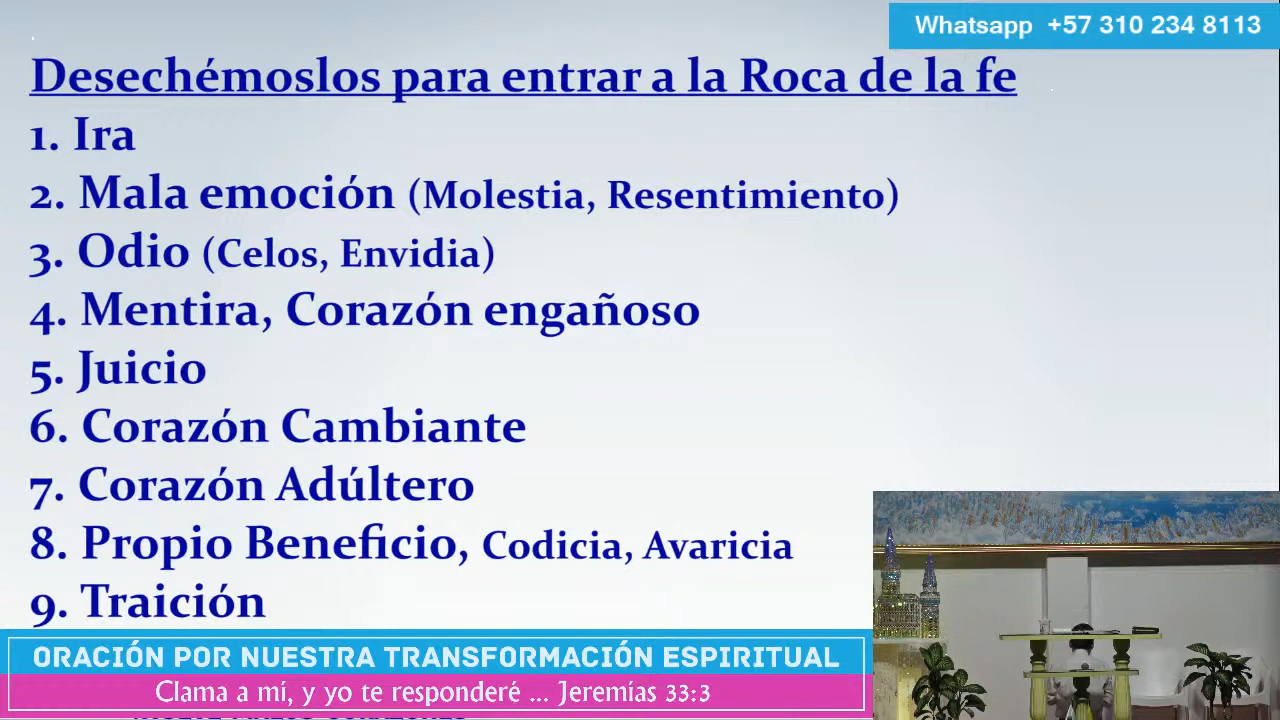 Whatsapp +57 310 234 8113
Desechémoslos para entrar a la Roca de la fe
1. Ira
2. Mala emoción (Molestia, Resentimiento)
3. Odio (Celos, Envidia)
4. Mentira, Corazón engañoso
5. Juicio
6. Corazón Cambiante
7. Corazón Adúltero
8. Propio Beneficio, Codicia, Avaricia
9. Traición
ORACIÓN POR NUESTRA TRANSFORMACIÓN ESPIRITUAL
Clama a mí, y yo te responderé ... Jeremías 33:3